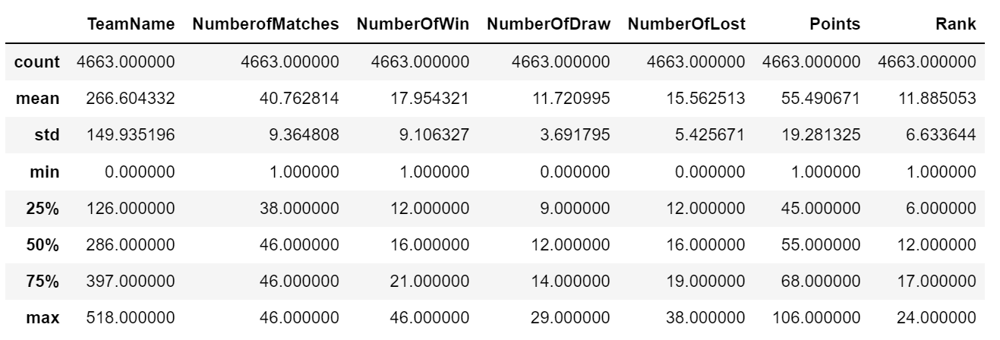 TeamName NumberofMatches NumberOfWin NumberOfDraw NumberOfLost Points Rank
count 4663.000000 4663.000000 4663.000000 4663.000000 4663.000000 4663.000000 4663.000000
mean 266.604332 40.762814 17.954321 11.720995 15.562513 55.490671 11.885053
std 149.935196 9.364808 9.106327 3.691795 5.425671 19.281325 6.633644
min 0.000000 1.000000 1.000000 0.000000 0.000000 1.000000 1.000000
25% 126.000000 38.000000 12.000000 9.000000 12.000000 45.000000 6.000000
50% 286.000000 46.000000 16.000000 12.000000 16.000000 55.000000 12.000000
75% 397.000000 46.000000 21.000000 14.000000 19.000000 68.000000 17.000000
max 518.000000 46.000000 46.000000 29.000000 38.000000 106.000000 24.000000